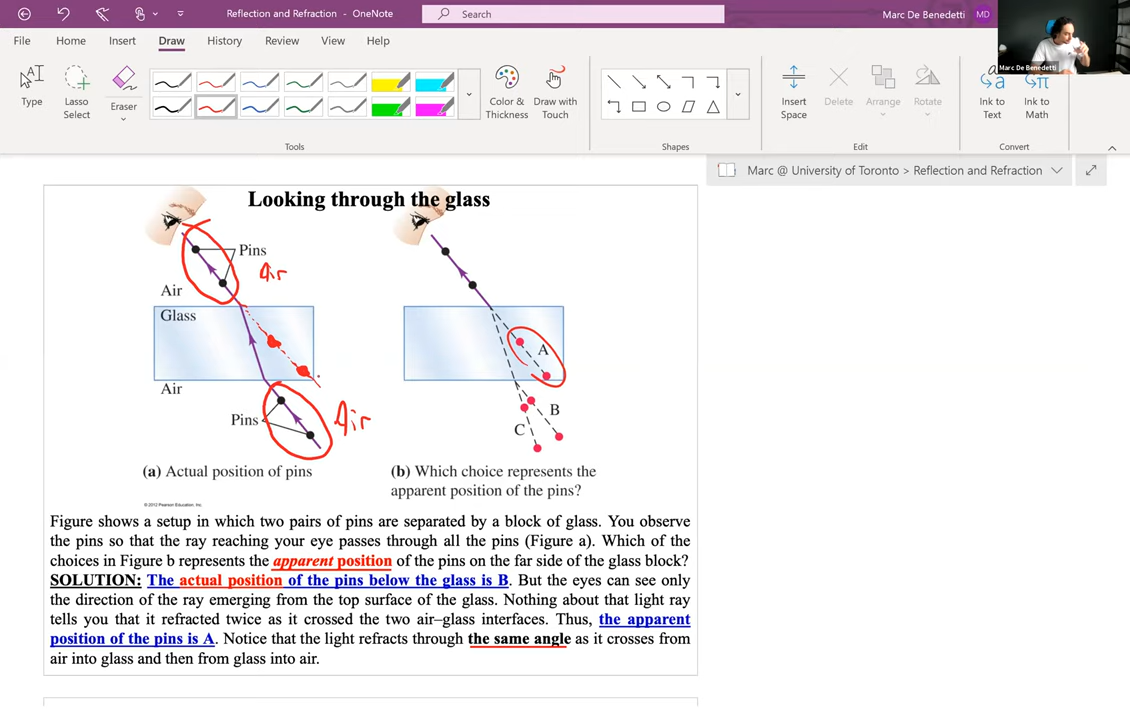 Reflection and Refraction - OneNote
Search
Marc De Benedetti
MD
Marc De Benedetti
File
Home
Insert
Draw
History
Review
View
Help
Type
Lasso
Select
Eraser
Color &
Thickness
Draw with
Touch
Insert
Space
Delete
Arrange
Rotate
Ink to
Text
Ink to
Math
Tools
Shapes
Edit
Convert
Marc @ University of Toronto > Reflection and Refraction
Looking through the glass
Pins
Air
Air
Glass
Air
Pins
Air
(a) Actual position of pins
A
B
C
(b) Which choice represents the
apparent position of the pins?
©2012 Pearson Education, Inc.
Figure shows a setup in which two pairs of pins are separated by a block of glass. You observe
the pins so that the ray reaching your eye passes through all the pins (Figure a). Which of the
choices in Figure b represents the apparent position of the pins on the far side of the glass block?
SOLUTION: The actual position of the pins below the glass is B. But the eyes can see only
the direction of the ray emerging from the top surface of the glass. Nothing about that light ray
tells you that it refracted twice as it crossed the two air–glass interfaces. Thus, the apparent
position of the pins is A. Notice that the light refracts through the same angle as it crosses from
air into glass and then from glass into air.